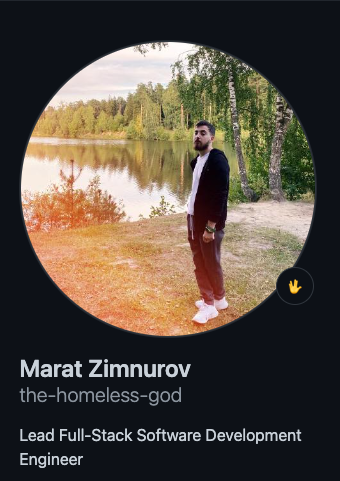 Marat Zimnurov
the-homeless-god
Lead Full-Stack Software Development
Engineer